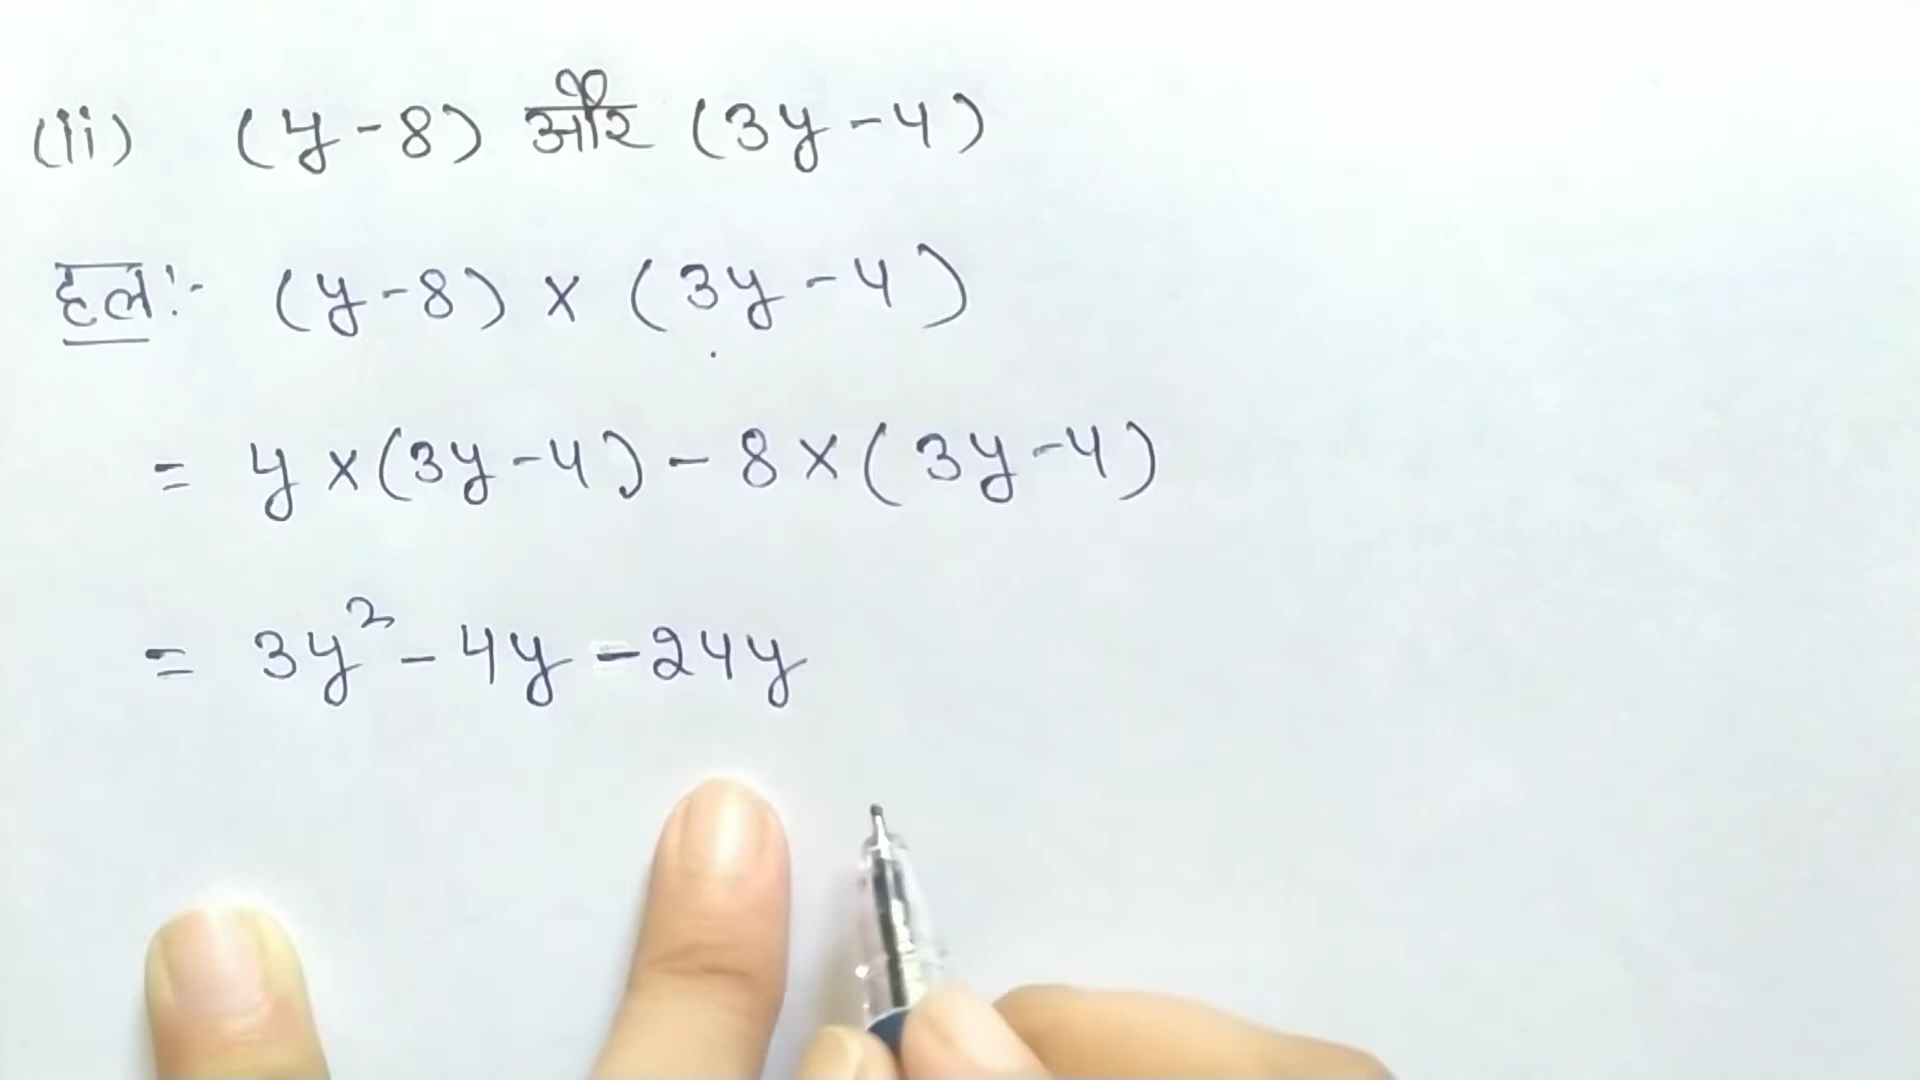 (ii) (y-8) और (3y-4)
हल:- (y-8) × (3y-4)
= y×(3y-4) - 8×(3y-4)
= 3y² - 4y - 24y